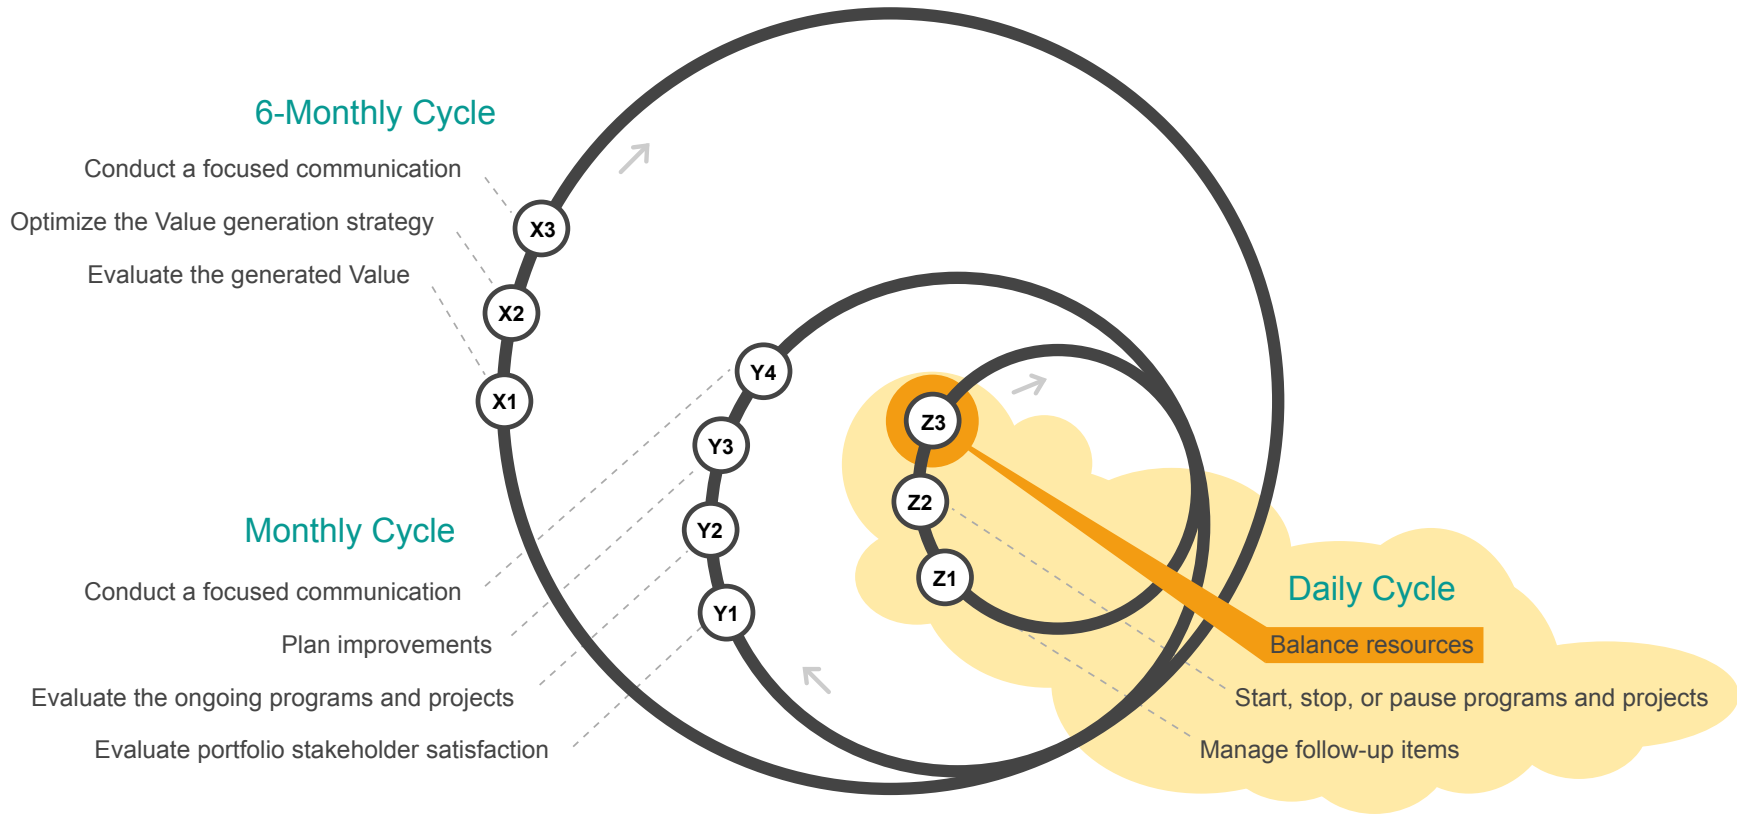 6-Monthly Cycle
Conduct a focused communication
Optimize the Value generation strategy
Evaluate the generated Value
X3
X2
X1
Monthly Cycle
Conduct a focused communication
Plan improvements
Evaluate the ongoing programs and projects
Evaluate portfolio stakeholder satisfaction
Y4
Y3
Y2
Y1
Z3
Z2
Z1
Daily Cycle
Balance resources
Start, stop, or pause programs and projects
Manage follow-up items